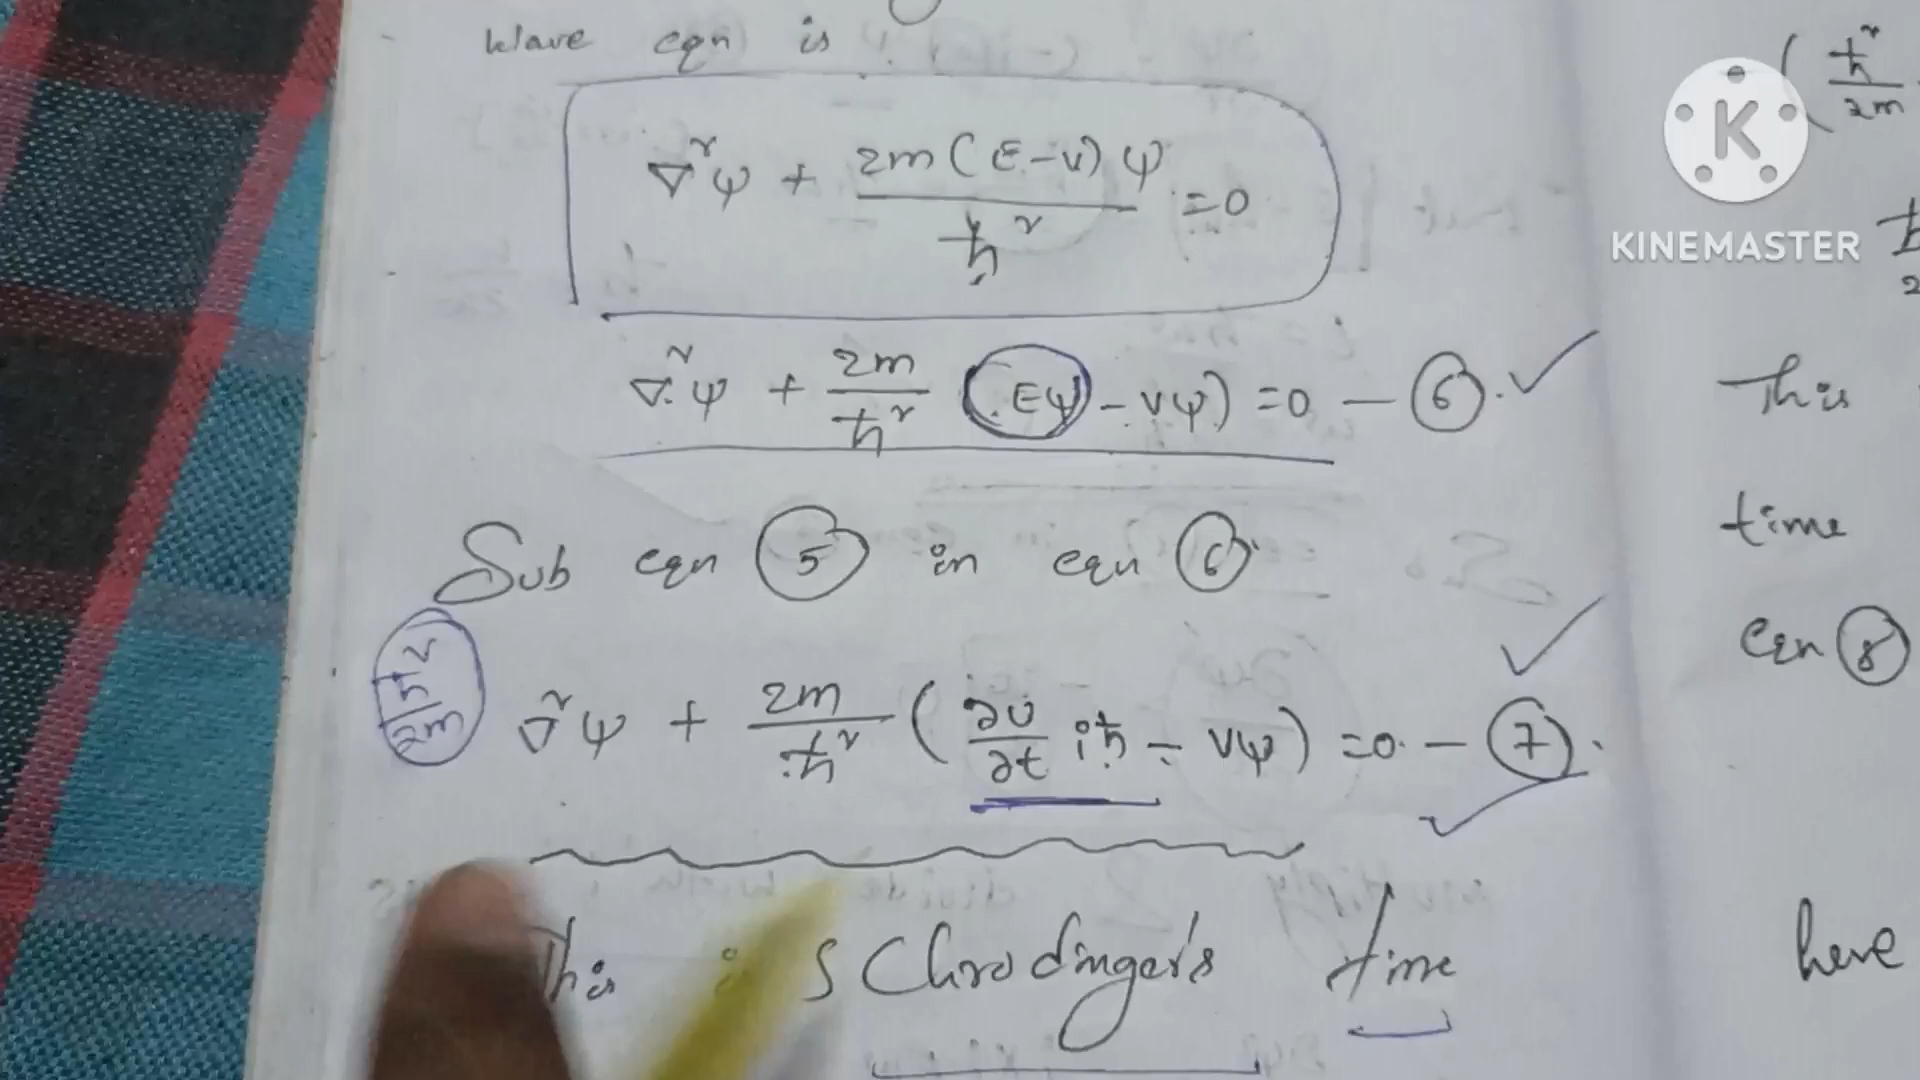 Wave eqn is
∇²ψ + 2m(E-V)ψ / ħ² = 0
∇²ψ + 2m/ħ² (Eψ - Vψ) = 0 — 6
Sub eqn 5 in eqn 6
ħ²/2m
∇²ψ + 2m/ħ² (∂ψ/∂t iħ - Vψ) = 0 — 7
This is SChrodinger's time
(ħ²/2m
This
time
Eqn 8
here
K
KINEMASTER